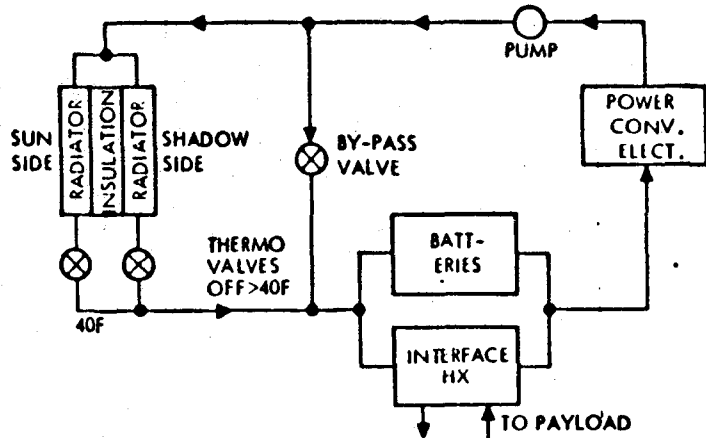 PUMP
POWER
CONV.
ELECT.
SUN
SIDE
RADIATOR
INSULATION
RADIATOR
SHADOW
SIDE
BY-PASS
VALVE
THERMO
VALVES
OFF>40F
40F
BATT-
ERIES
INTERFACE
HX
TO PAYLOAD